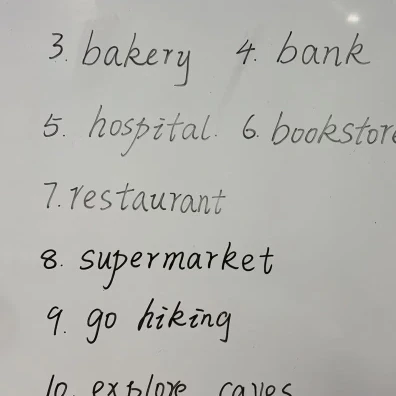 3. bakery 4. bank
5. hospital. 6. bookstore
7. restaurant
8. supermarket
9. go hiking
10. explore caves